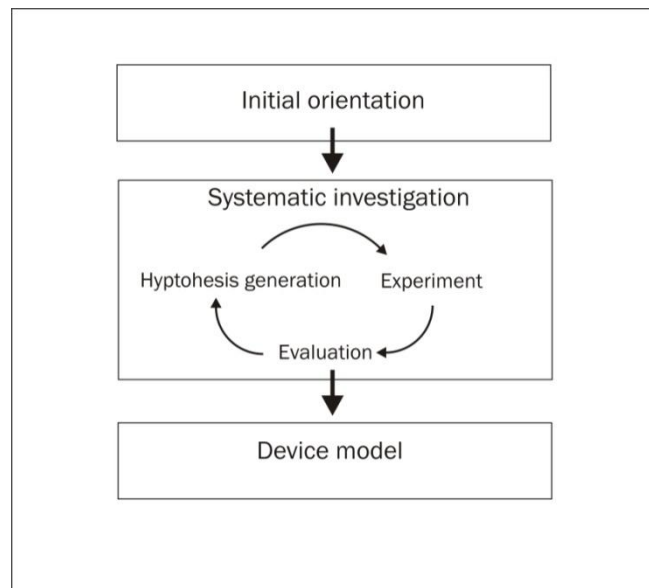 Initial orientation
Systematic investigation
Hyptohesis generation
Experiment
Evaluation
Device model